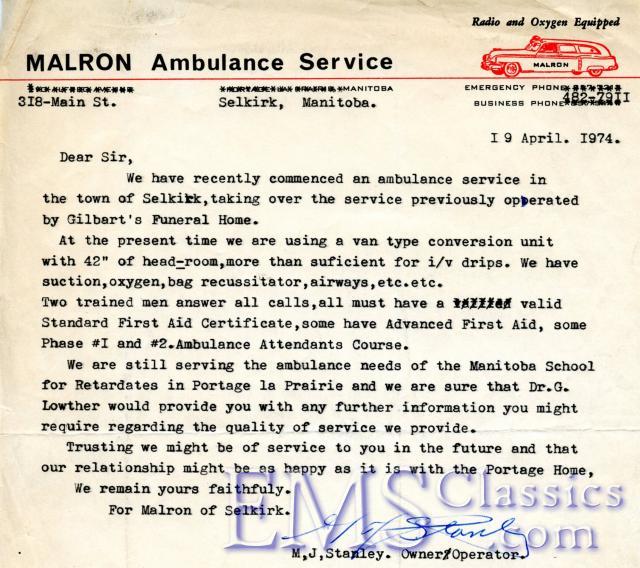 Radio and Oxygen Equipped
MALRON Ambulance Service
MALRON
MANITOBA
EMERGENCY PHONE
318-Main St.
Selkirk, Manitoba.
BUSINESS PHONE 482-79II
I 9 April. I974.
Dear Sir,
We have recently commenced an ambulance service in
the town of Selkirk,taking over the service previously opperated
by Gilbart's Funeral Home.
At the present time we are using a van type conversion unit
with 42" of head-room,more than suficient for i/v drips. We have
suction,oxygen,bag recussitator,airways,etc.etc.
Two trained men answer all calls,all must have a valid
Standard First Aid Certificate,some have Advanced First Aid, some
Phase #I and #2.Ambulance Attendants Course.
We are still serving the ambulance needs of the Manitoba School
for Retardates in Portage la Prairie and we are sure that Dr.G.
Lowther would provide you with any further information you might
require regarding the quality of service we provide.
Trusting we might be of service to you in the future and that
our relationship might be as happy as it is with the Portage Home,
We remain yours faithfuly.
For Malron of Selkirk.
M J Stanley
M,J,Stanley. Owner/Operator.
EMSClassics
.com